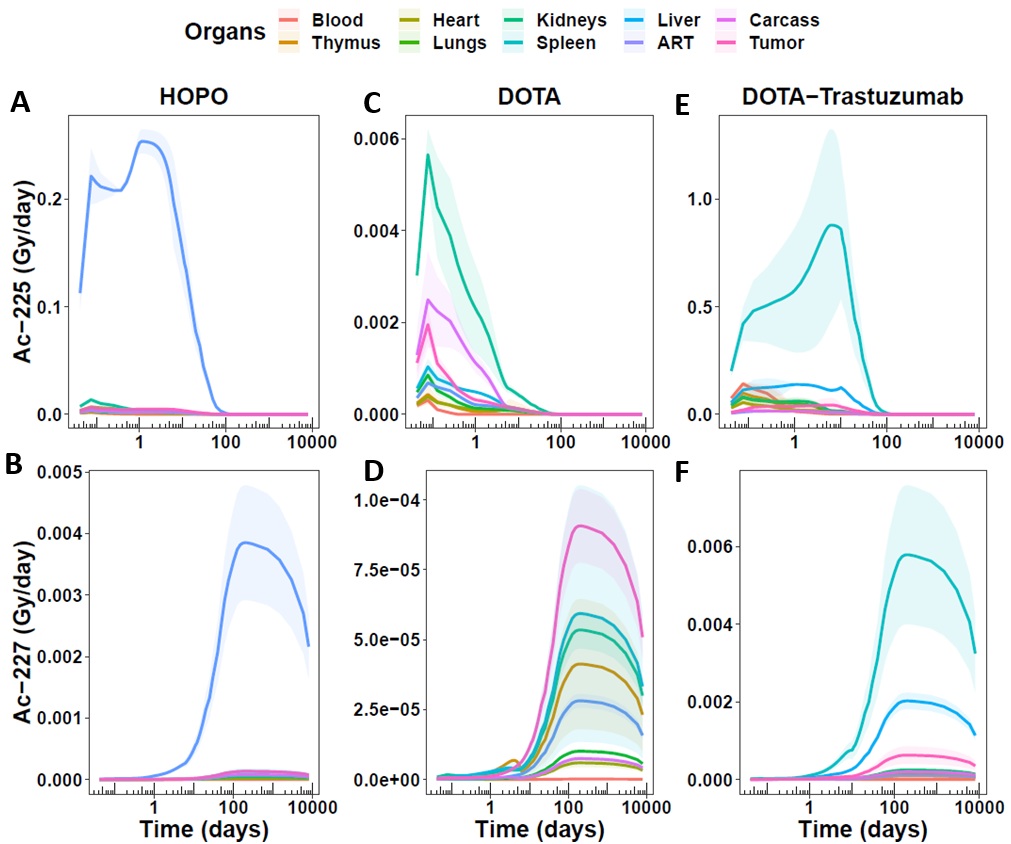 Organs
Blood Heart Kidneys Liver Carcass
Thymus Lungs Spleen ART Tumor
A HOPO C DOTA E DOTA−Trastuzumab
Ac−225 (Gy/day)
0.2
0.1
0.0
1 100 10000
0.006
0.004
0.002
0.000
1 100 10000
1.0
0.5
0.0
1 100 10000
B D F
Ac−227 (Gy/day)
0.005
0.004
0.003
0.002
0.001
0.000
1 100 10000
Time (days)
1.0e−04
7.5e−05
5.0e−05
2.5e−05
0.0e+00
1 100 10000
Time (days)
0.006
0.004
0.002
0.000
1 100 10000
Time (days)